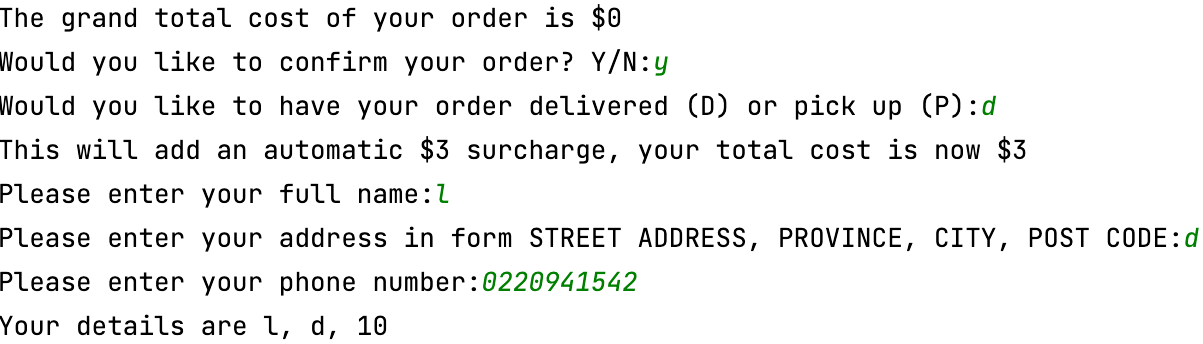 The grand total cost of your order is $0
Would you like to confirm your order? Y/N:y
Would you like to have your order delivered (D) or pick up (P):d
This will add an automatic $3 surcharge, your total cost is now $3
Please enter your full name:l
Please enter your address in form STREET ADDRESS, PROVINCE, CITY, POST CODE:d
Please enter your phone number:0220941542
Your details are l, d, 10